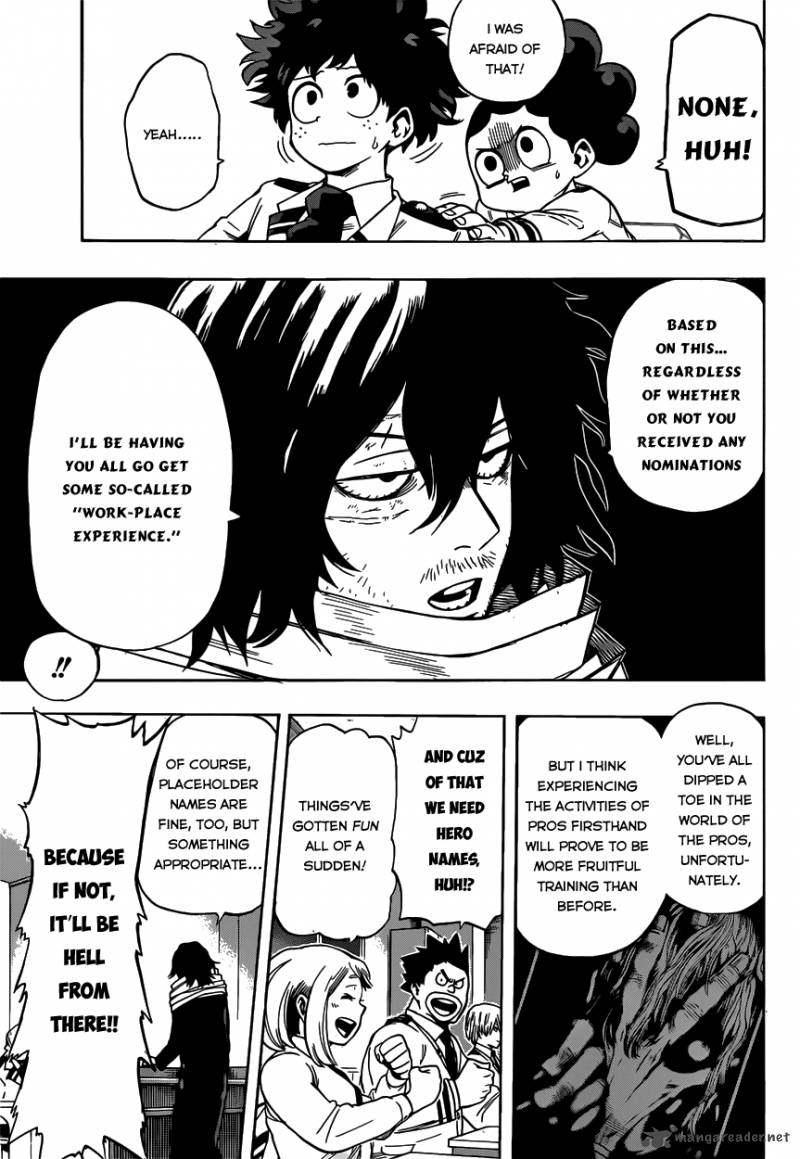 NONE,
HUH!
I WAS
AFRAID OF
THAT!
YEAH.....
BASED
ON THIS...
REGARDLESS
OF WHETHER
OR NOT YOU
RECEIVED ANY
NOMINATIONS
I'LL BE HAVING
YOU ALL GO GET
SOME SO-CALLED
"WORK-PLACE
EXPERIENCE."
!!
WELL,
YOU'VE ALL
DIPPED A
TOE IN THE
WORLD OF
THE PROS,
UNFORTU-
NATELY.
BUT I THINK
EXPERIENCING
THE ACTIVITIES OF
PROS FIRSTHAND
WILL PROVE TO BE
MORE FRUITFUL
TRAINING THAN
BEFORE.
AND CUZ
OF THAT
WE NEED
HERO
NAMES,
HUH!?
THINGS'VE
GOTTEN FUN
ALL OF A
SUDDEN!
OF COURSE,
PLACEHOLDER
NAMES ARE
FINE, TOO, BUT
SOMETHING
APPROPRIATE...
BECAUSE
IF NOT,
IT'LL BE
HELL
FROM
THERE!!
mangareader.net